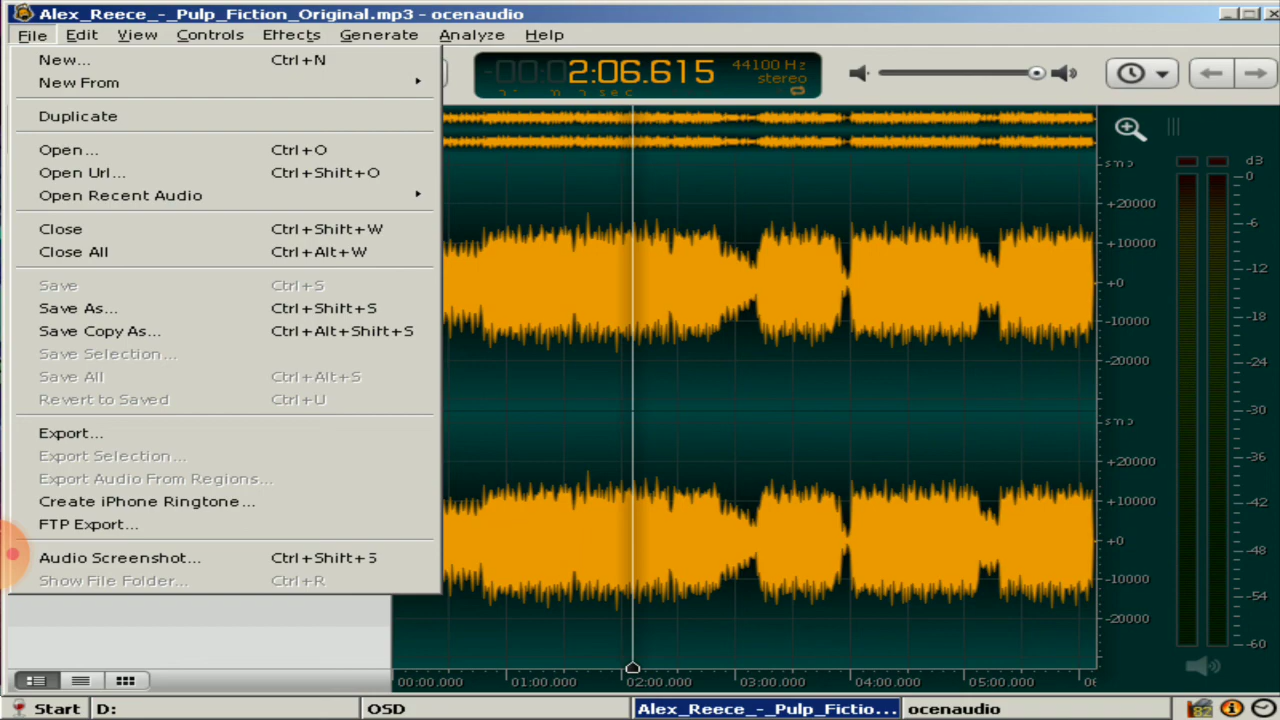 Alex_Reece_-_Pulp_Fiction_Original.mp3 - ocenaudio
File Edit View Controls Effects Generate Analyze Help
New... Ctrl+N
New From
Duplicate
Open... Ctrl+O
Open Url... Ctrl+Shift+O
Open Recent Audio
Close Ctrl+Shift+W
Close All Ctrl+Alt+W
Save Ctrl+S
Save As... Ctrl+Shift+S
Save Copy As... Ctrl+Alt+Shift+S
Save Selection...
Save All Ctrl+Alt+S
Revert to Saved Ctrl+U
Export...
Export Selection...
Export Audio From Regions...
Create iPhone Ringtone...
FTP Export...
Audio Screenshot... Ctrl+Shift+5
Show File Folder... Ctrl+R
-00:0 2:06.615
44100 Hz
stereo
smp
+20000
+10000
+0
-10000
-20000
smp
+20000
+10000
+0
-10000
-20000
dB
-0
-6
-12
-18
-24
-30
-36
-42
-48
-54
-60
00:00.000 01:00.000 02:00.000 03:00.000 04:00.000 05:00.000 06
Start D: OSD Alex_Reece_-_Pulp_Fictio... ocenaudio 82